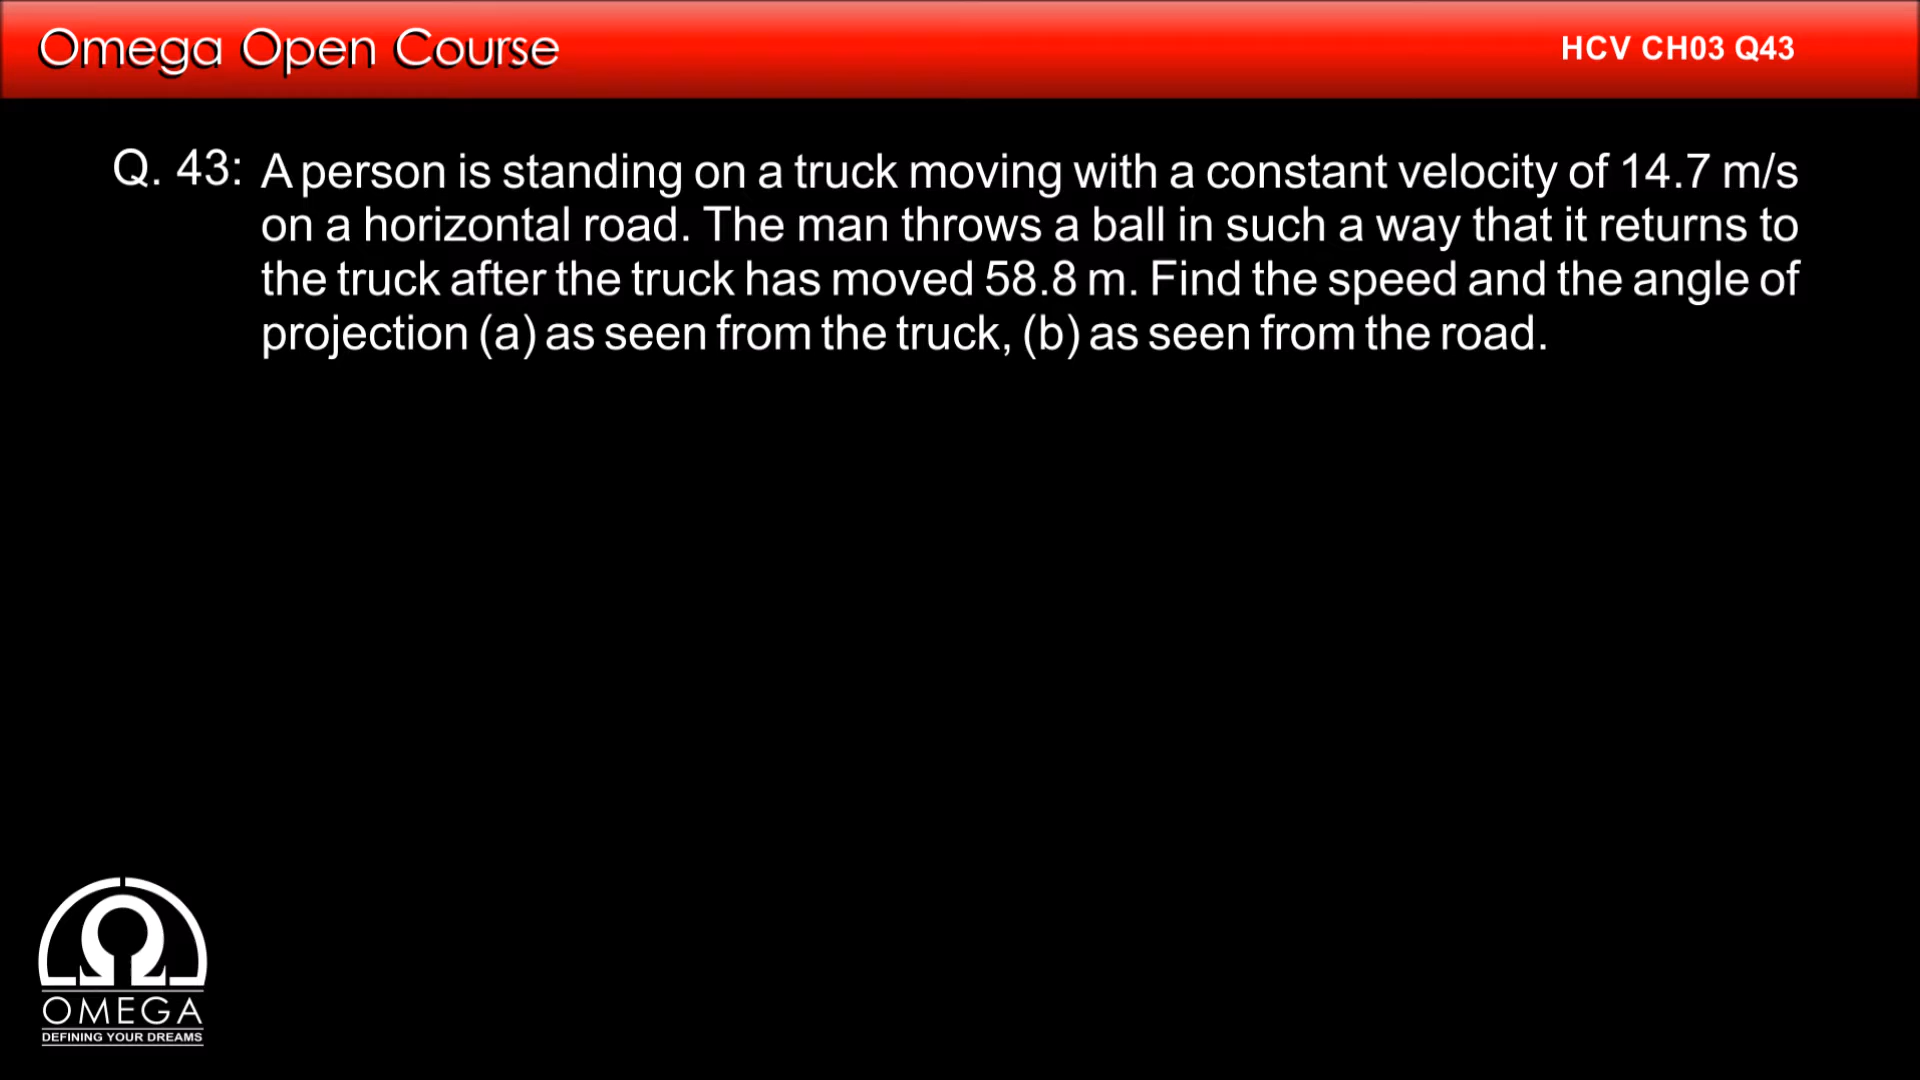 Omega Open Course
HCV CH03 Q43
Q. 43: A person is standing on a truck moving with a constant velocity of 14.7 m/s
on a horizontal road. The man throws a ball in such a way that it returns to
the truck after the truck has moved 58.8 m. Find the speed and the angle of
projection (a) as seen from the truck, (b) as seen from the road.
OMEGA
DEFINING YOUR DREAMS